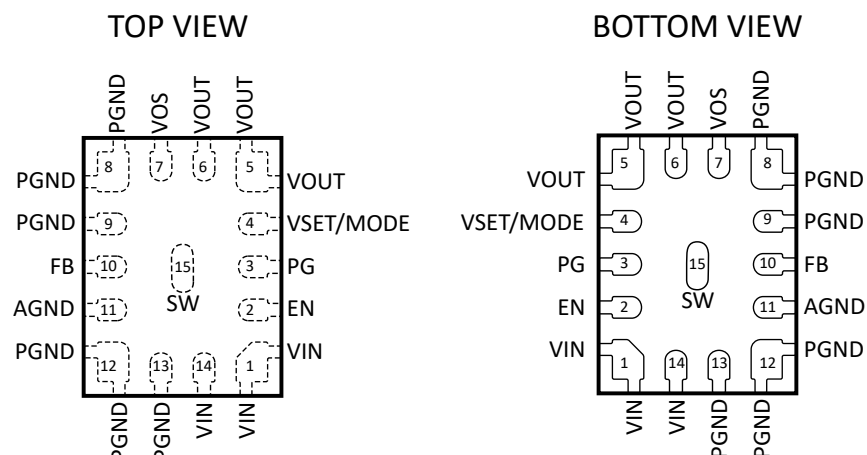 TOP VIEW
PGND
VOS
VOUT
VOUT
8
7
6
5
PGND
VOUT
PGND
9
4
VSET/MODE
FB
10
15
3
PG
SW
AGND
11
2
EN
PGND
12
13
14
1
VIN
PGND
PGND
VIN
VIN
BOTTOM VIEW
VOUT
VOUT
VOS
PGND
5
6
7
8
VOUT
PGND
VSET/MODE
4
9
PGND
PG
3
15
10
FB
SW
EN
2
11
AGND
VIN
1
14
13
12
PGND
VIN
VIN
PGND
PGND